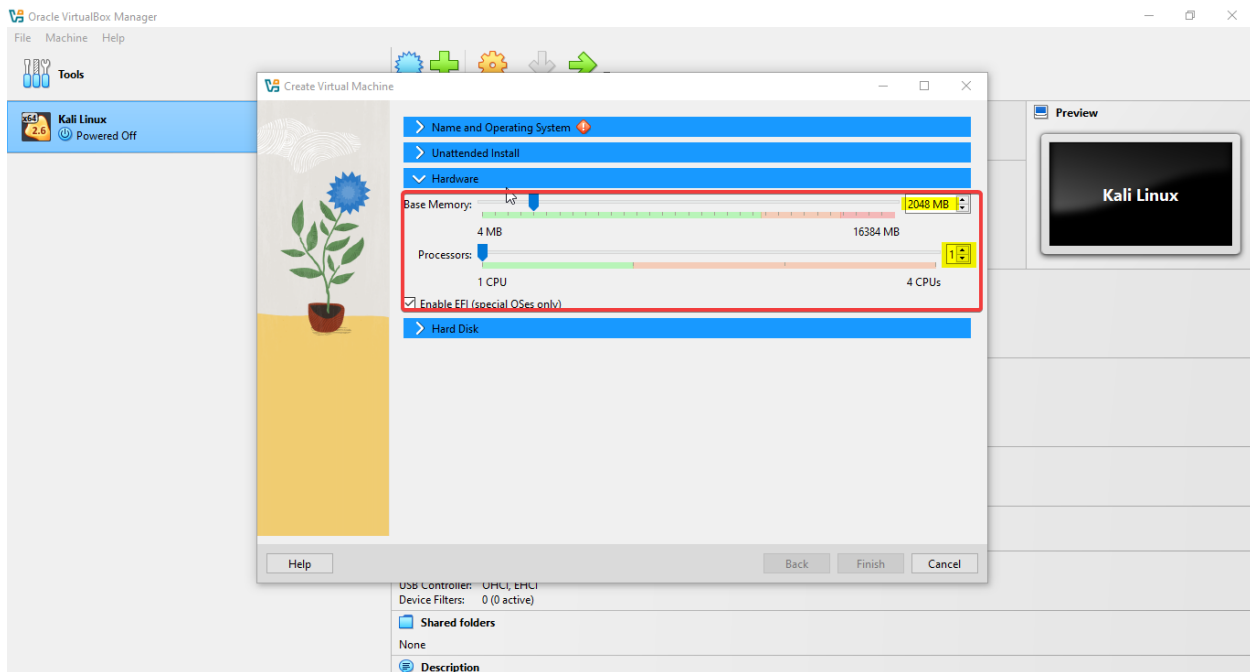 Oracle VirtualBox Manager
File Machine Help
Tools
Create Virtual Machine
x64
2.6
Kali Linux
Powered Off
Name and Operating System
Unattended Install
Hardware
Base Memory: 2048 MB
4 MB 16384 MB
Processors: 1
1 CPU 4 CPUs
Enable EFI (special OSes only)
Hard Disk
Preview
Kali Linux
Help Back Finish Cancel
USB Controller: OHCI, EHCI
Device Filters: 0 (0 active)
Shared folders
None
Description